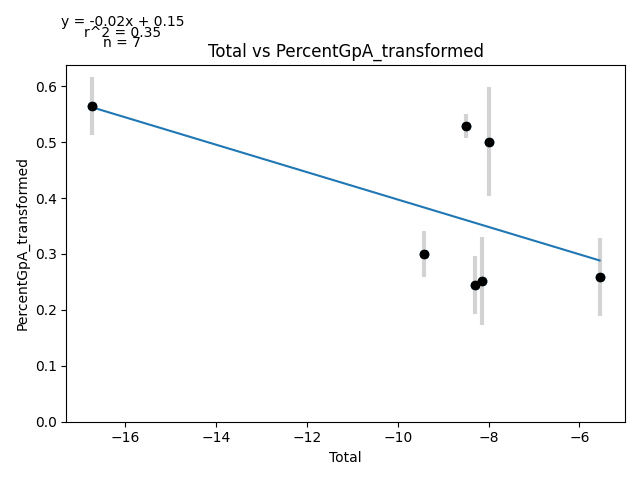 y = -0.02x + 0.15
r^2 = 0.35
n = 7
Total vs PercentGpA_transformed
PercentGpA_transformed
0.6
0.5
0.4
0.3
0.2
0.1
0.0
−16
−14
−12
−10
−8
−6
Total